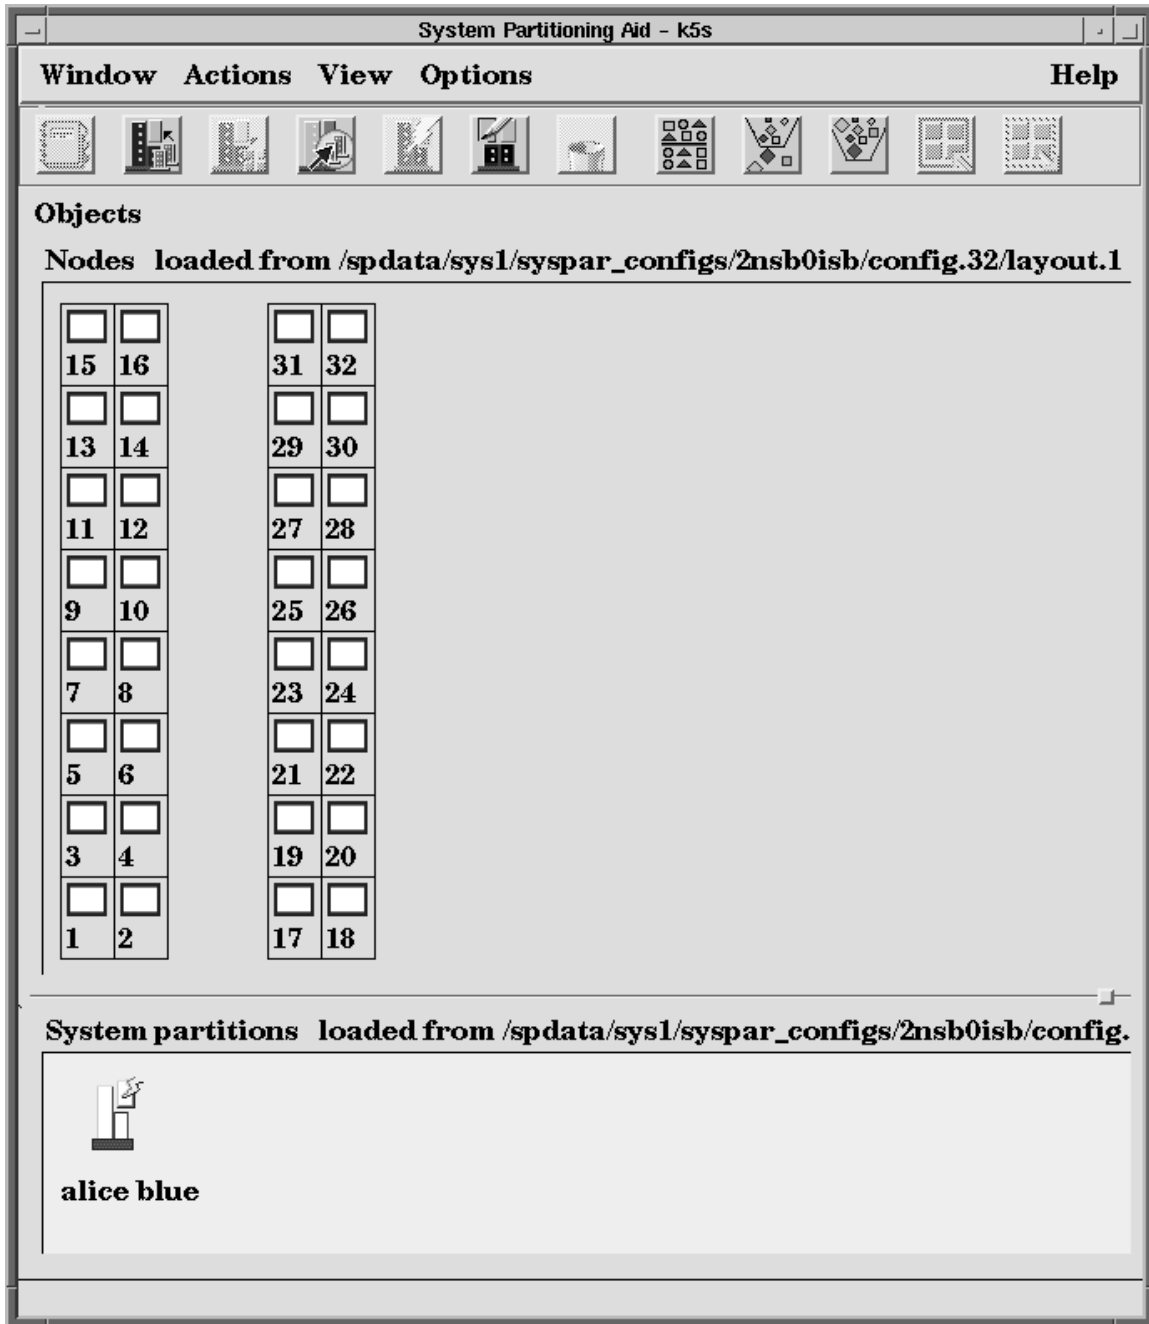 System Partitioning Aid - k5s
Window Actions View Options Help
Objects
Nodes loaded from /spdata/sys1/syspar_configs/2nsb0isb/config.32/layout.1
15 16 31 32
13 14 29 30
11 12 27 28
9 10 25 26
7 8 23 24
5 6 21 22
3 4 19 20
1 2 17 18
System partitions loaded from /spdata/sys1/syspar_configs/2nsb0isb/config.
alice blue